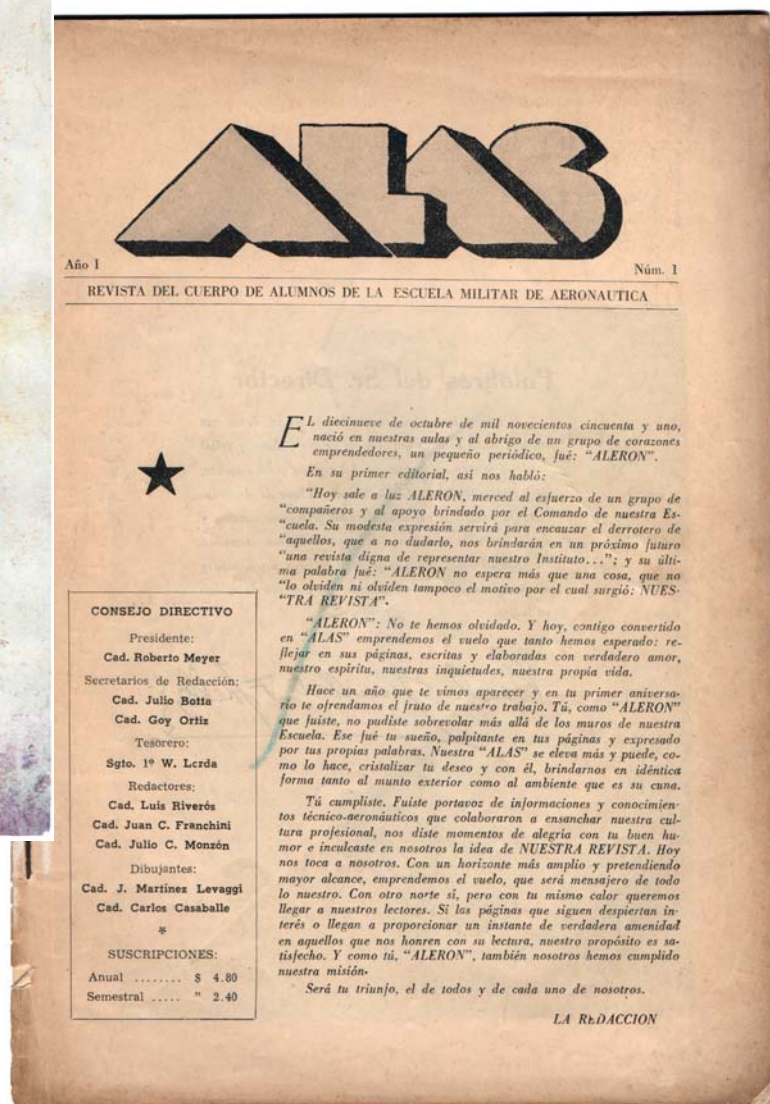 ALAS
Año I
Núm. 1
REVISTA DEL CUERPO DE ALUMNOS DE LA ESCUELA MILITAR DE AERONAUTICA
EL diecinueve de octubre de mil novecientos cincuenta y uno,
nació en nuestras aulas y al abrigo de un grupo de corazones
emprendedores, un pequeño periódico, fué: “ALERON”.
En su primer editorial, así nos habló:
“Hoy sale a luz ALERON, merced al esfuerzo de un grupo de
“compañeros y al apoyo brindado por el Comando de nuestra Es-
“cuela. Su modesta expresión servirá para encauzar el derrotero de
“aquellos, que a no dudarlo, nos brindarán en un próximo futuro
“una revista digna de representar nuestro Instituto...”; y su últi-
ma palabra fué: “ALERON no espera más que una cosa, que no
“lo olviden ni olviden tampoco el motivo por el cual surgió: NUES-
“TRA REVISTA”.
“ALERON”: No te hemos olvidado. Y hoy, contigo convertido
en “ALAS” emprendemos el vuelo que tanto hemos esperado: re-
flejar en sus páginas, escritas y elaboradas con verdadero amor,
nuestro espíritu, nuestras inquietudes, nuestra propia vida.
Hace un año que te vimos aparecer y en tu primer aniversa-
rio te ofrendamos el fruto de nuestro trabajo. Tú, como “ALERON”
que fuiste, no pudiste sobrevolar más allá de los muros de nuestra
Escuela. Ese fué tu sueño, palpitante en tus páginas y expresado
por tus propias palabras. Nuestra “ALAS” se eleva más y puede, co-
mo lo hace, cristalizar tu deseo y con él, brindarnos en idéntica
forma tanto al munto exterior como al ambiente que es su cuna.
Tú cumpliste. Fuiste portavoz de informaciones y conocimien-
tos técnico-aeronáuticos que colaboraron a ensanchar nuestra cul-
tura profesional, nos diste momentos de alegría con tu buen hu-
mor e inculcaste en nosotros la idea de NUESTRA REVISTA. Hoy
nos toca a nosotros. Con un horizonte más amplio y pretendiendo
mayor alcance, emprendemos el vuelo, que será mensajero de todo
lo nuestro. Con otro norte sí, pero con tu mismo calor queremos
llegar a nuestros lectores. Si las páginas que siguen despiertan in-
terés o llegan a proporcionar un instante de verdadera amenidad
en aquellos que nos honren con su lectura, nuestro propósito es sa-
tisfecho. Y como tú, “ALERON”, también nosotros hemos cumplido
nuestra misión.
Será tu triunfo, el de todos y de cada uno de nosotros.
LA REDACCION
CONSEJO DIRECTIVO
Presidente:
Cad. Roberto Meyer
Secretarios de Redacción:
Cad. Julio Botta
Cad. Goy Ortiz
Tesorero:
Sgto. 1º W. Lerda
Redactores:
Cad. Luis Riverós
Cad. Juan C. Franchini
Cad. Julio C. Monzón
Dibujantes:
Cad. J. Martínez Levaggi
Cad. Carlos Casaballe
SUSCRIPCIONES:
Anual ........ $ 4.80
Semestral ..... " 2.40